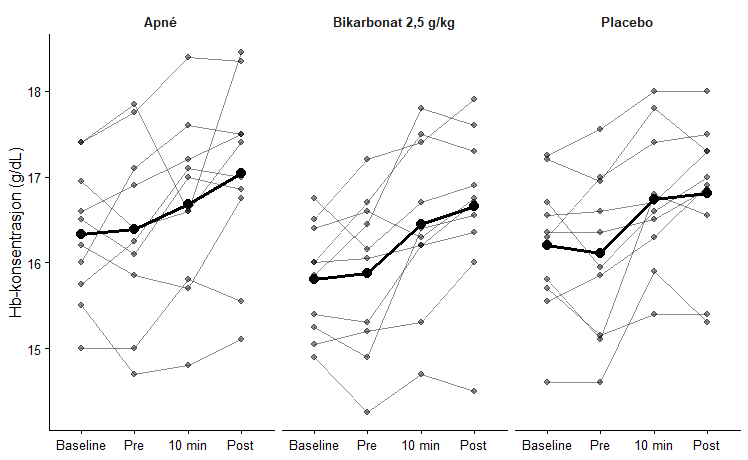 Apné Bikarbonat 2,5 g/kg Placebo
Hb-konsentrasjon (g/dL)
18
17
16
15
Baseline Pre 10 min Post Baseline Pre 10 min Post Baseline Pre 10 min Post